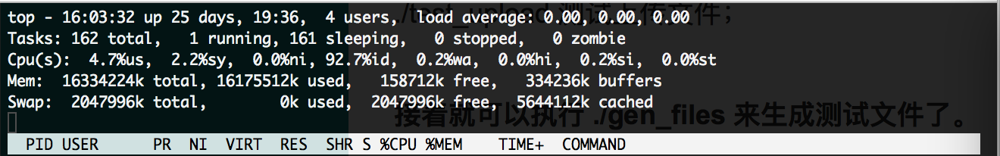 ./test_upload 测试上传文件；
top - 16:03:32 up 25 days, 19:36,  4 users,  load average: 0.00, 0.00, 0.00
Tasks: 162 total,   1 running, 161 sleeping,   0 stopped,   0 zombie
Cpu(s):  4.7%us,  2.2%sy,  0.0%ni, 92.7%id,  0.2%wa,  0.0%hi,  0.2%si,  0.0%st
Mem:  16334224k total, 16175512k used,   158712k free,   334236k buffers
Swap:  2047996k total,        0k used,  2047996k free,  5644112k cached
接着就可以执行 ./gen_files 来生成测试文件了。
PID USER      PR  NI  VIRT  RES  SHR S %CPU %MEM    TIME+  COMMAND